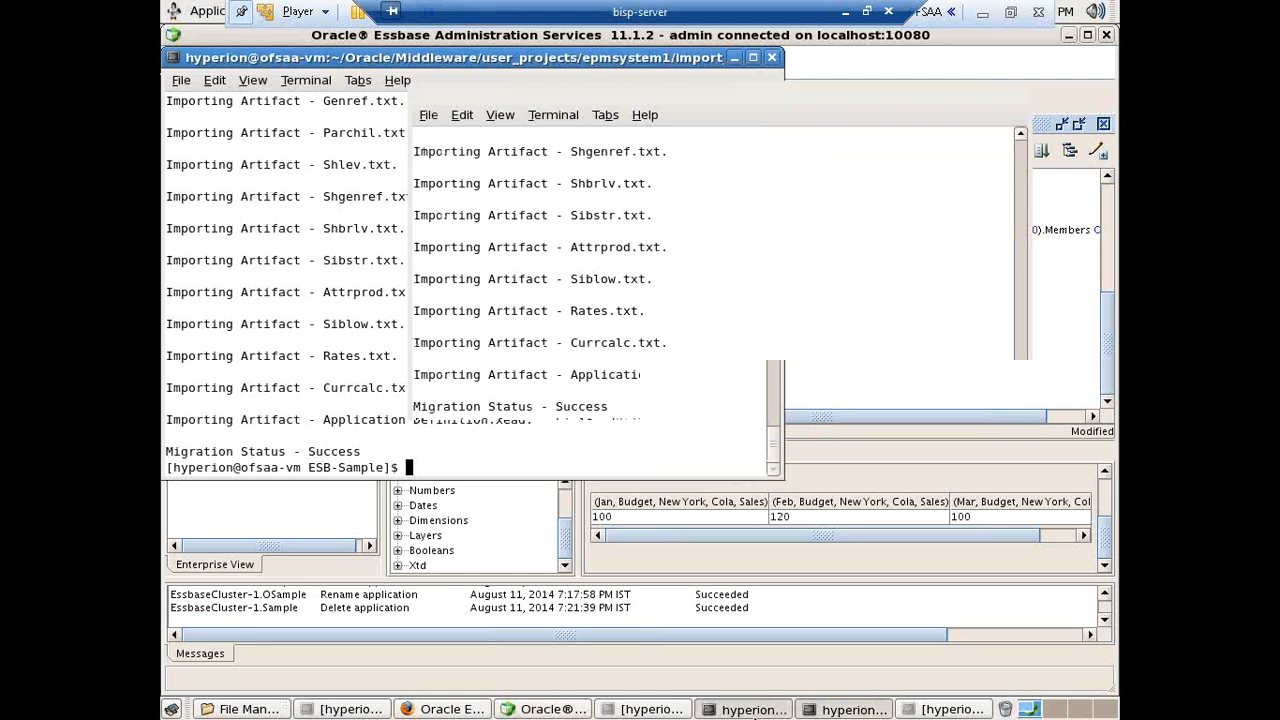 Applic
Player
bisp-server
FSAA
PM
Oracle® Essbase Administration Services 11.1.2 - admin connected on localhost:10080
hyperion@ofsaa-vm:~/Oracle/Middleware/user_projects/epmsystem1/Import
File Edit View Terminal Tabs Help
Importing Artifact - Genref.txt.
Importing Artifact - Parchil.txt
Importing Artifact - Shlev.txt.
Importing Artifact - Shgenref.tx
Importing Artifact - Shbrlv.txt.
Importing Artifact - Sibstr.txt.
Importing Artifact - Attrprod.tx
Importing Artifact - Siblow.txt.
Importing Artifact - Rates.txt.
Importing Artifact - Currcalc.tx
Importing Artifact - Application
Migration Status - Success
[hyperion@ofsaa-vm ESB-Sample]$
File Edit View Terminal Tabs Help
Importing Artifact - Shgenref.txt.
Importing Artifact - Shbrlv.txt.
Importing Artifact - Sibstr.txt.
Importing Artifact - Attrprod.txt.
Importing Artifact - Siblow.txt.
Importing Artifact - Rates.txt.
Importing Artifact - Currcalc.txt.
Importing Artifact - Applicati
Migration Status - Success
0).Members C
Modified
Numbers
Dates
Dimensions
Layers
Booleans
Xtd
(Jan, Budget, New York, Cola, Sales) (Feb, Budget, New York, Cola, Sales) (Mar, Budget, New York, Col
100 120 100
Enterprise View
EssbaseCluster-1.OSample Rename application August 11, 2014 7:17:58 PM IST Succeeded
EssbaseCluster-1.Sample Delete application August 11, 2014 7:21:39 PM IST Succeeded
Messages
File Man... [hyperio... Oracle E... Oracle®... [hyperio... hyperion... hyperion... [hyperio...